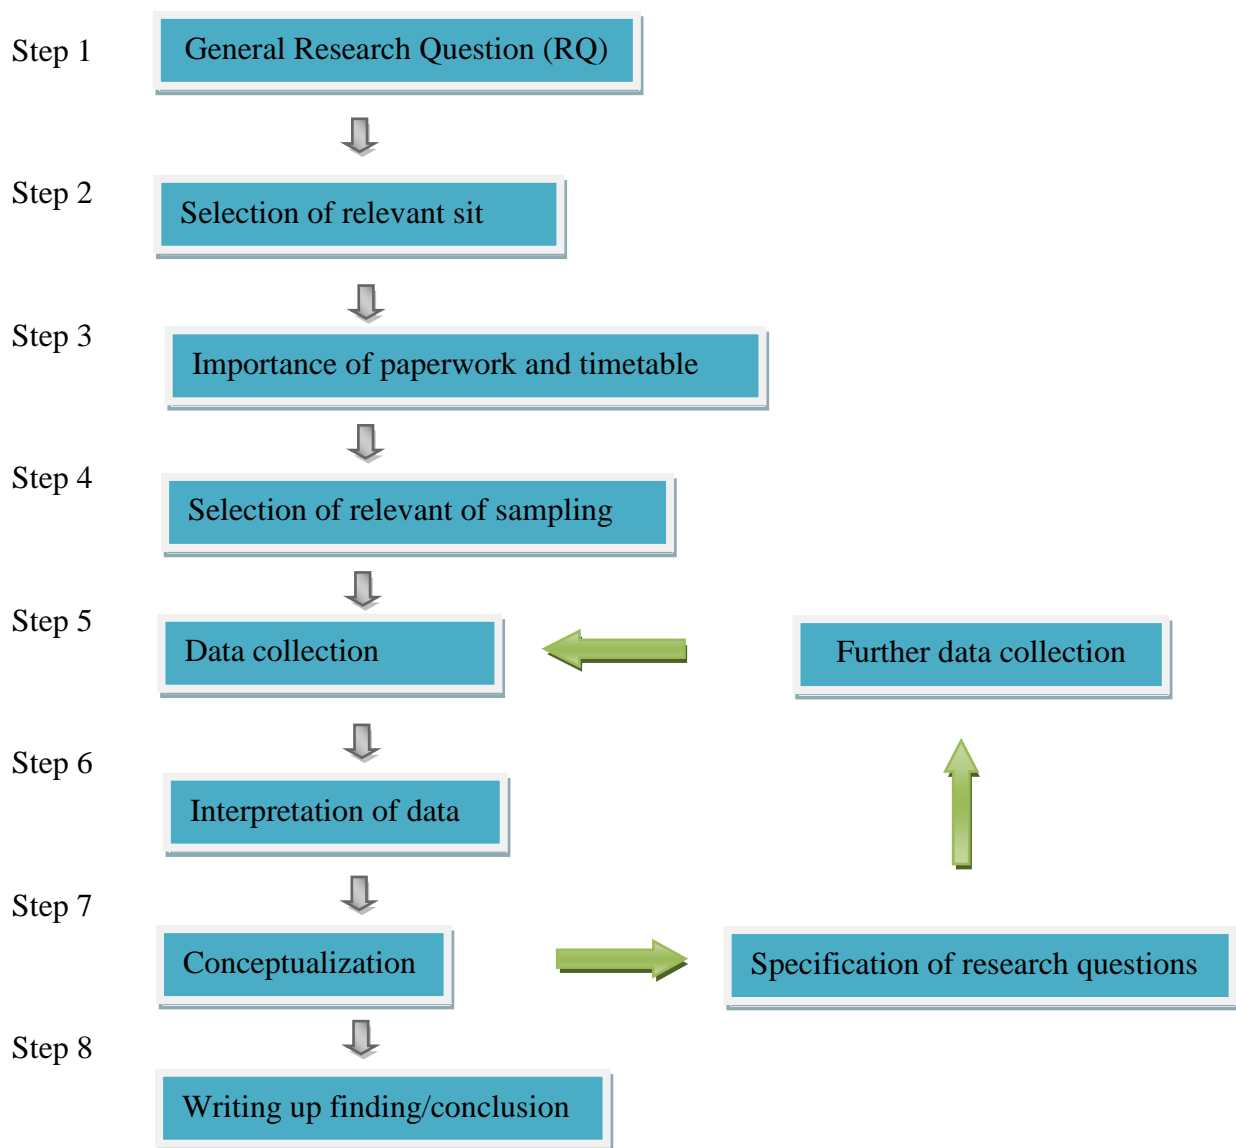 Step 1
General Research Question (RQ)
Step 2
Selection of relevant sit
Step 3
Importance of paperwork and timetable
Step 4
Selection of relevant of sampling
Step 5
Data collection
Further data collection
Step 6
Interpretation of data
Step 7
Conceptualization
Specification of research questions
Step 8
Writing up finding/conclusion